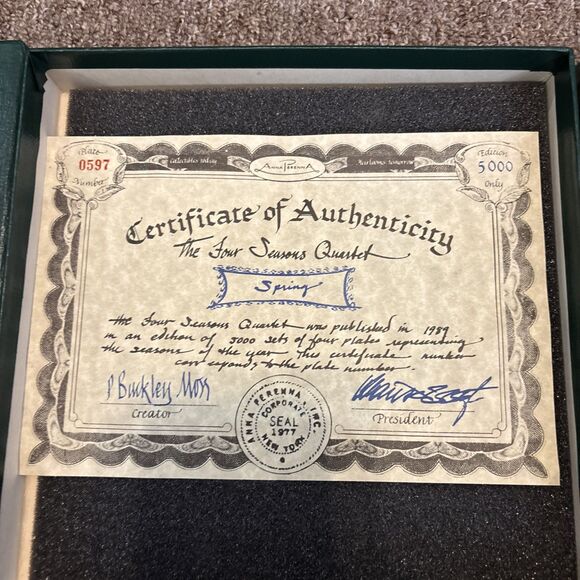 Plate
0597
Number
Collectibles today
ANNA PERENNA
Heirlooms tomorrow
Edition
5000
Only
Certificate of Authenticity
The Four Seasons Quartet
Spring
The Four Seasons Quartet was published in 1989
in an edition of 5000 sets of four plates representing
the seasons of the year. This certificate number
corresponds to the plate number.
P Buckley Moss
Creator
ANNA PERENNA, INC.
CORPORATE
SEAL
1977
NEW YORK
President